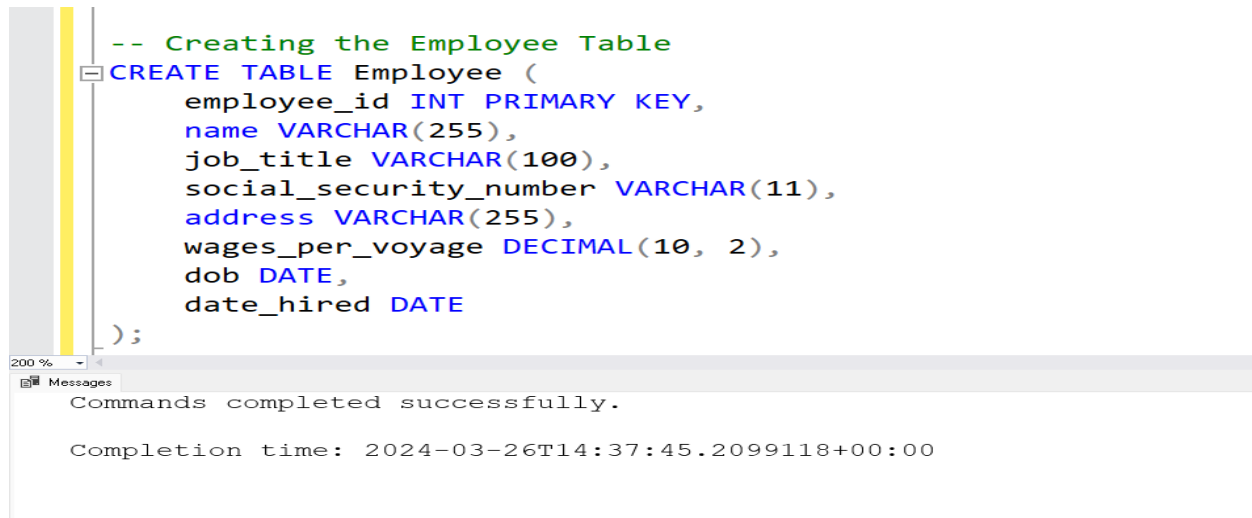 -- Creating the Employee Table
CREATE TABLE Employee (
employee_id INT PRIMARY KEY,
name VARCHAR(255),
job_title VARCHAR(100),
social_security_number VARCHAR(11),
address VARCHAR(255),
wages_per_voyage DECIMAL(10, 2),
dob DATE,
date_hired DATE
);
200 %
Messages
Commands completed successfully.
Completion time: 2024-03-26T14:37:45.2099118+00:00